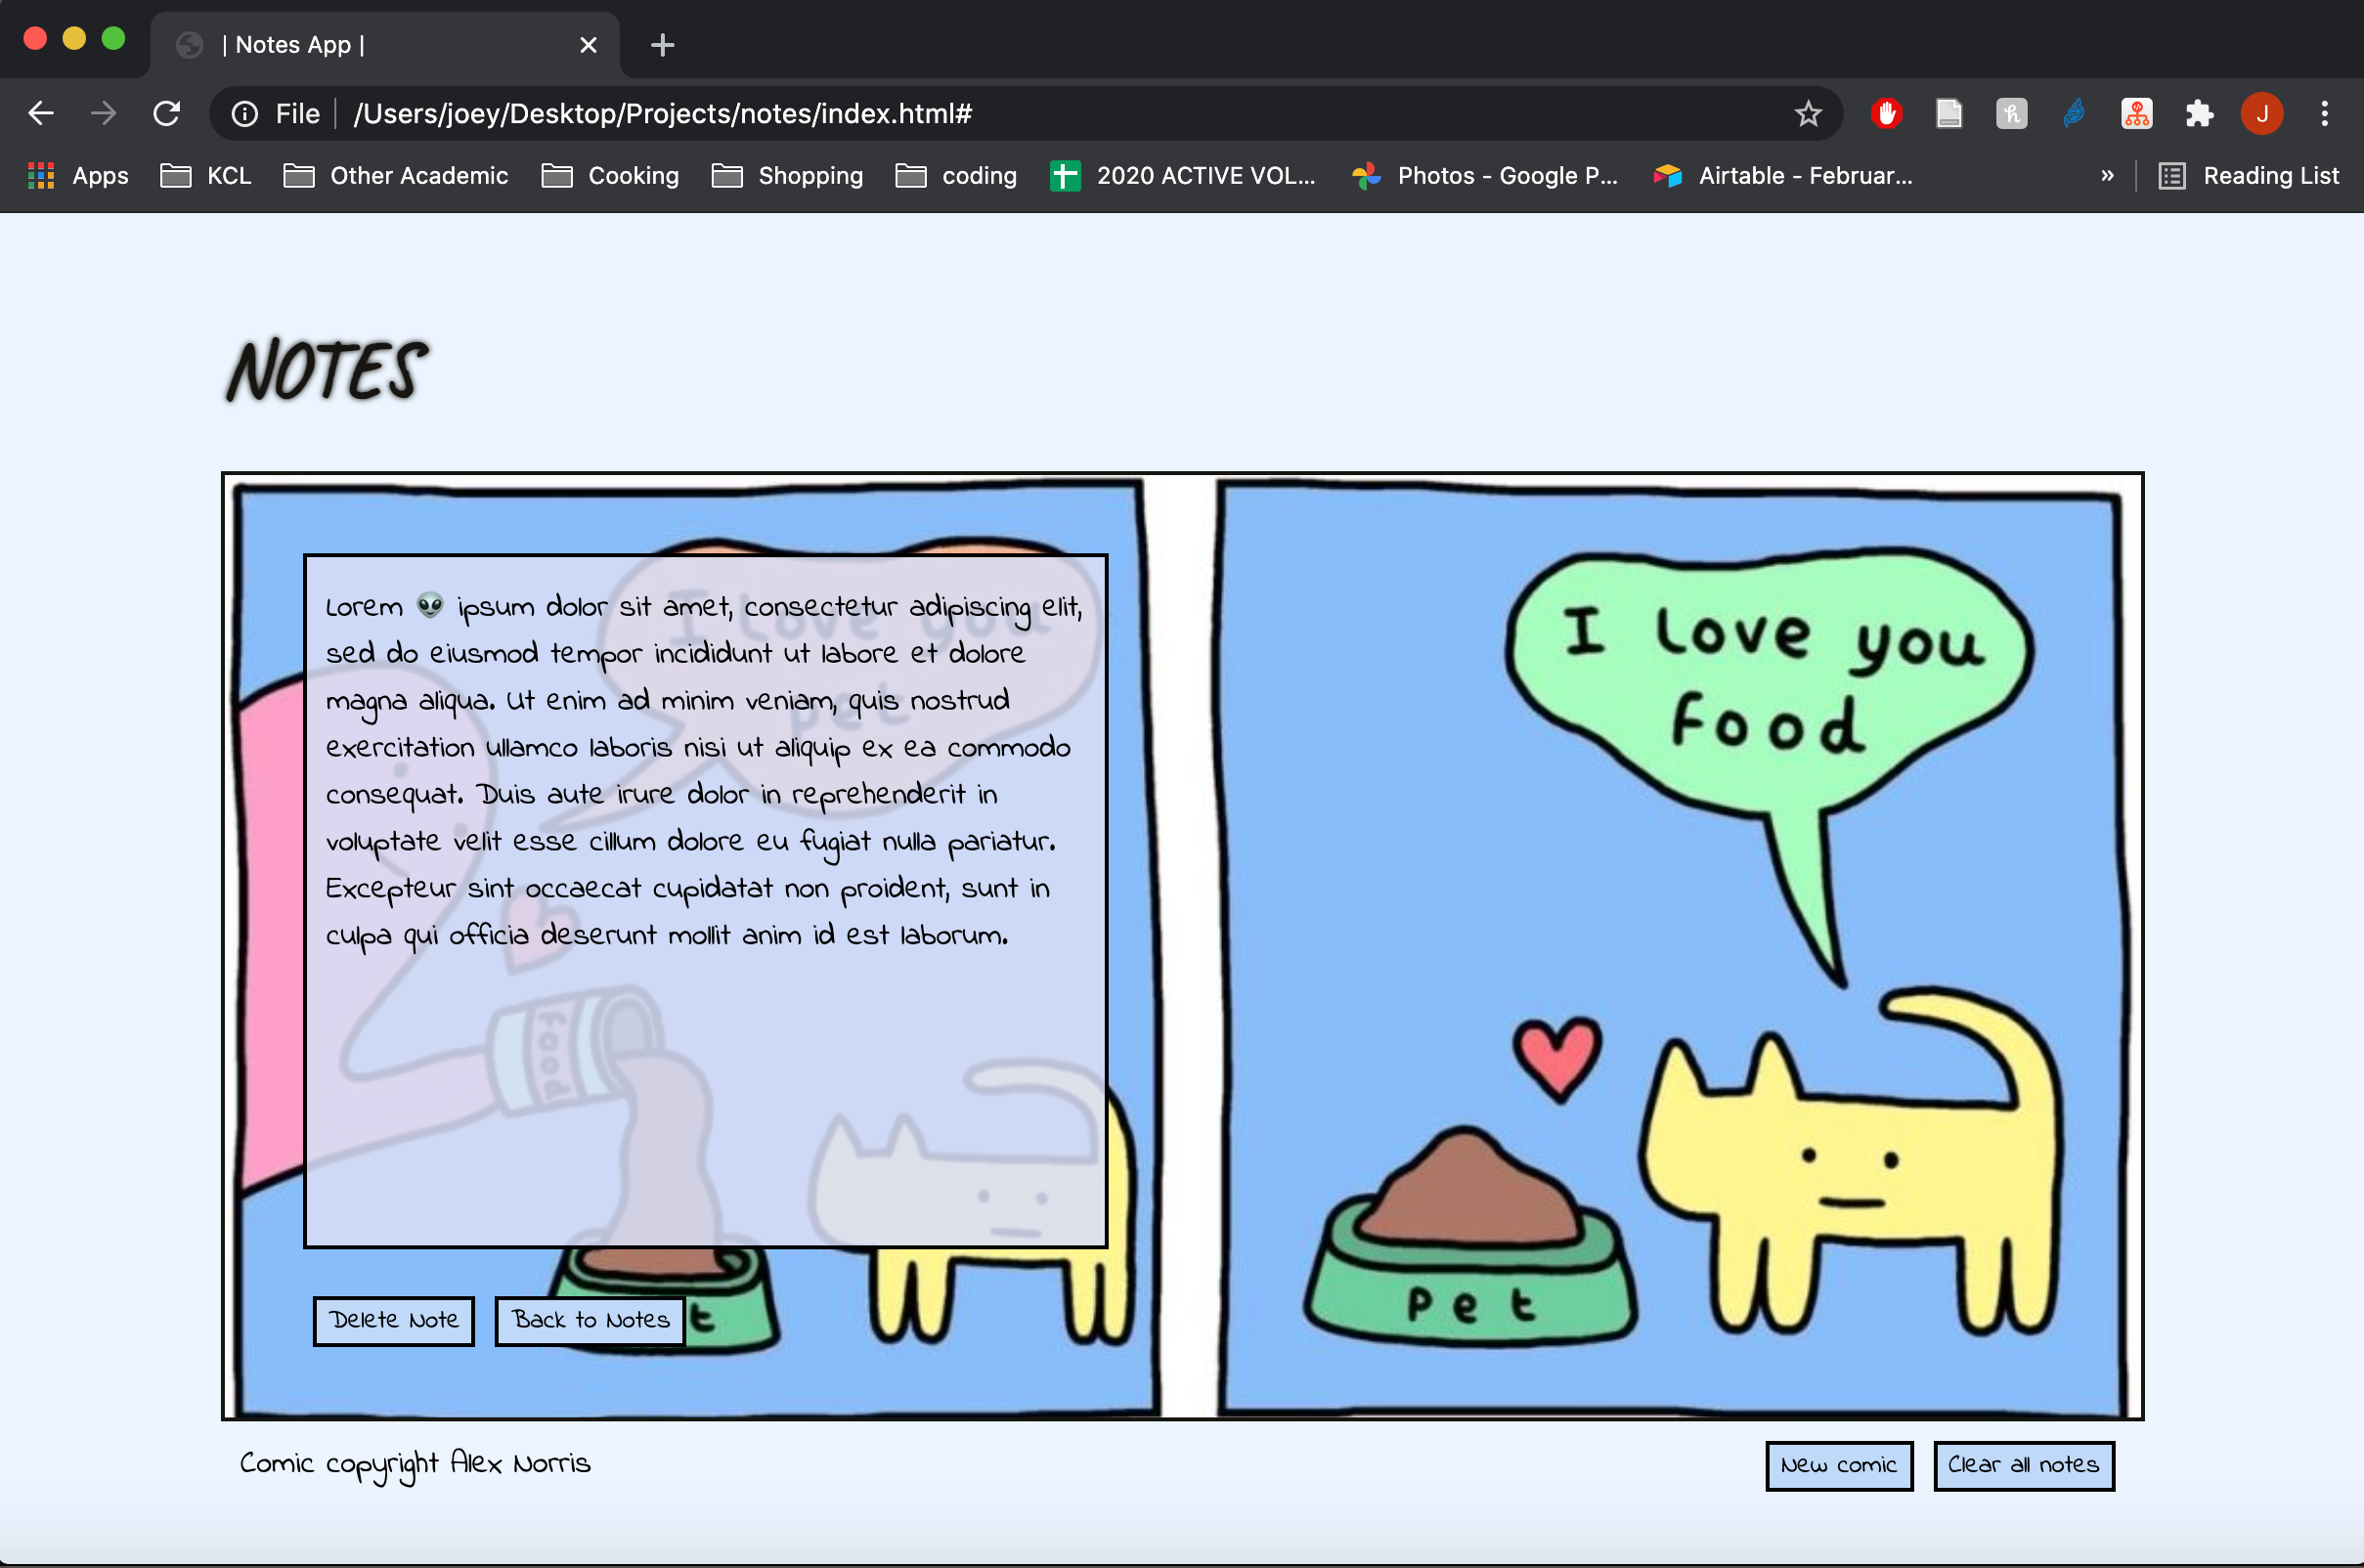 | Notes App |
File /Users/joey/Desktop/Projects/notes/index.html#
J
Apps KCL Other Academic Cooking Shopping coding 2020 ACTIVE VOL... Photos - Google P... Airtable - Februar... » Reading List
NOTES
I love you
pet
Lorem 👽 ipsum dolor sit amet, consectetur adipiscing elit,
sed do eiusmod tempor incididunt ut labore et dolore
magna aliqua. Ut enim ad minim veniam, quis nostrud
exercitation ullamco laboris nisi ut aliquip ex ea commodo
consequat. Duis aute irure dolor in reprehenderit in
voluptate velit esse cillum dolore eu fugiat nulla pariatur.
Excepteur sint occaecat cupidatat non proident, sunt in
culpa qui officia deserunt mollit anim id est laborum.
food
t
Delete Note Back to Notes
I love you
food
pet
Comic copyright Alex Norris
New comic Clear all notes